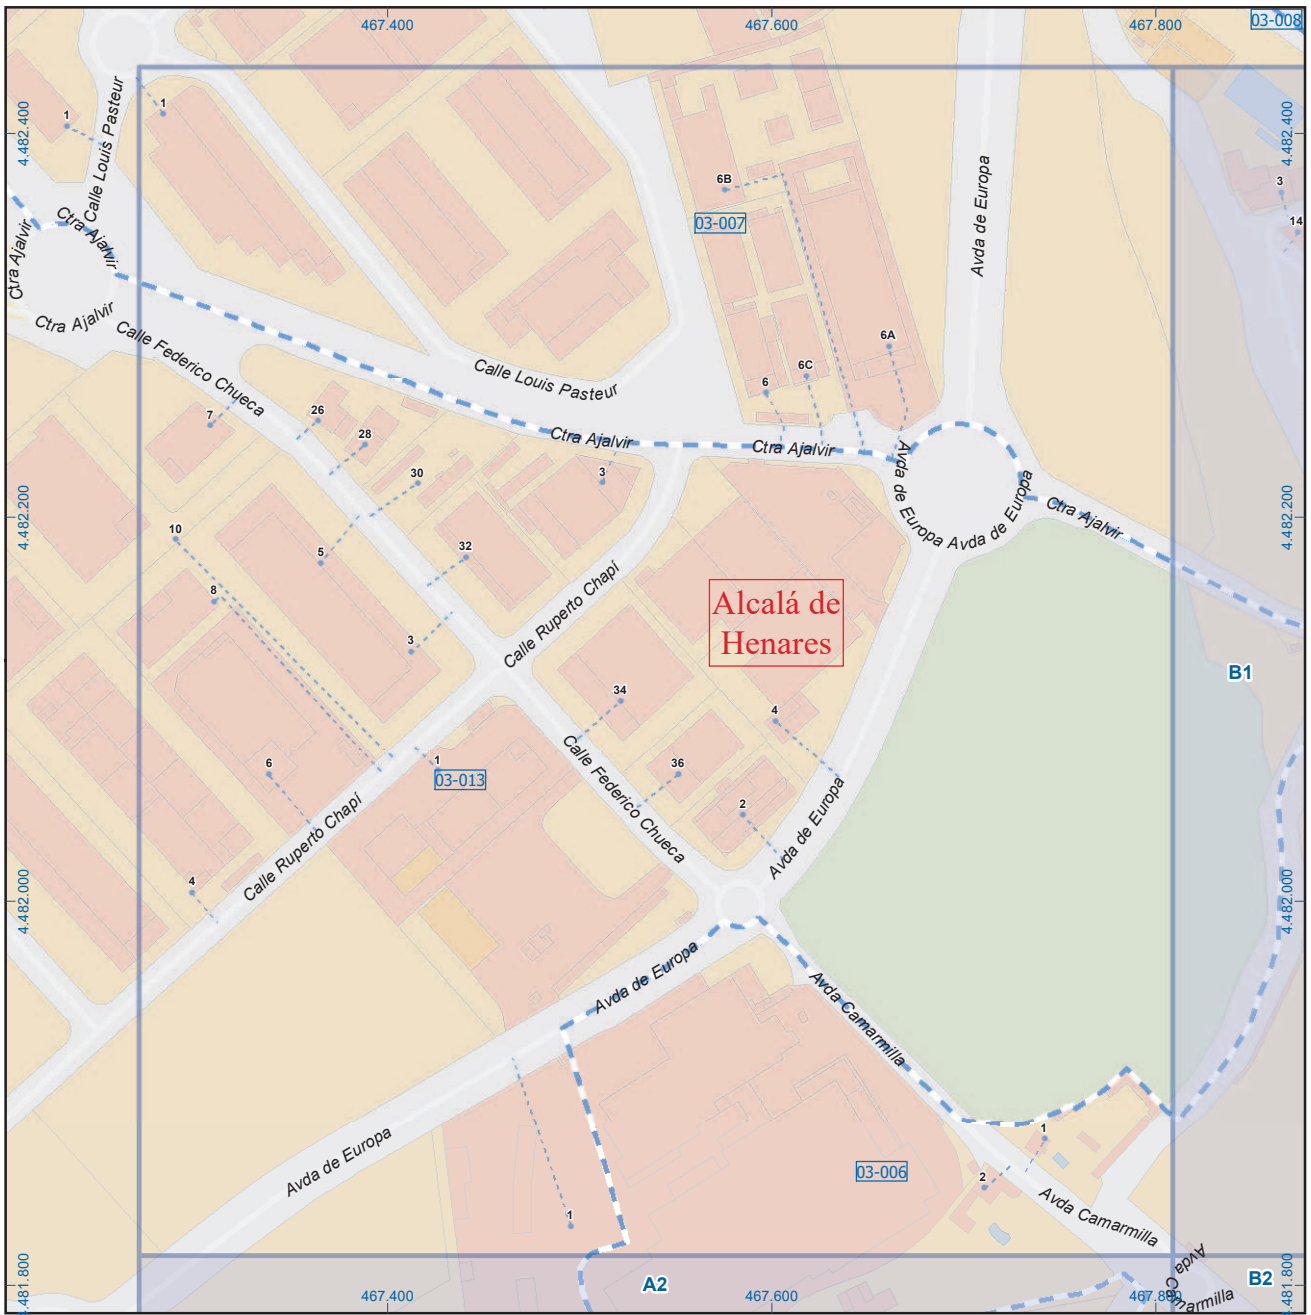 467.400
467.600
467.800
03-008
4.482.400
4.482.400
Calle Louis Pasteur
1
1
6B
03-007
Avda de Europa
3
14
Ctra Ajalvir
Ctra Ajalvir
Ctra Ajalvir
Calle Federico Chueca
Calle Louis Pasteur
6A
6C
6
7
26
28
30
3
Ctra Ajalvir
Ctra Ajalvir
Avda de Europa
Avda de Europa
Ctra Ajalvir
4.482.200
4.482.200
10
5
32
8
3
Calle Ruperto Chapí
Alcalá de
Henares
B1
34
4
36
2
6
1
03-013
Calle Federico Chueca
Avda de Europa
Calle Ruperto Chapí
4
4.482.000
4.482.000
Avda de Europa
Avda Camarmilla
Avda de Europa
1
1
2
03-006
Avda Camarmilla
Avda Camarmilla
4.481.800
4.481.800
A2
B2
467.400
467.600
467.800